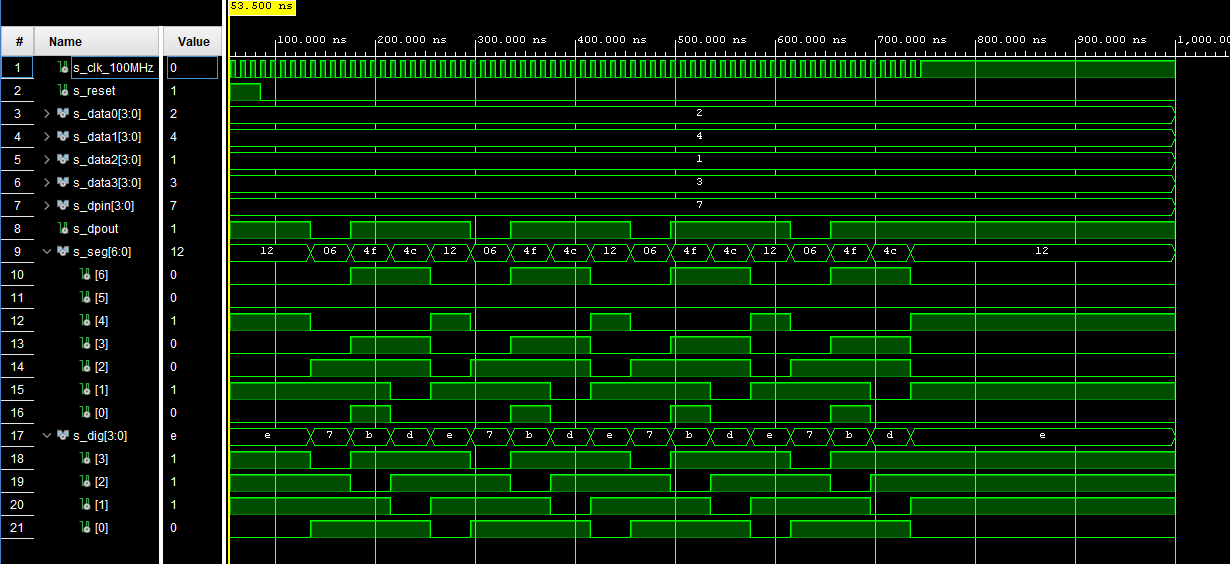 53.500 ns
# Name Value 100.000 ns 200.000 ns 300.000 ns 400.000 ns 500.000 ns 600.000 ns 700.000 ns 800.000 ns 900.000 ns 1,000.0
1 s_clk_100MHz 0
2 s_reset 1
3 s_data0[3:0] 2 2
4 s_data1[3:0] 4 4
5 s_data2[3:0] 1 1
6 s_data3[3:0] 3 3
7 s_dpin[3:0] 7 7
8 s_dpout 1
9 s_seg[6:0] 12 12 06 4f 4c 12 06 4f 4c 12 06 4f 4c 12 06 4f 4c 12
10 [6] 0
11 [5] 0
12 [4] 1
13 [3] 0
14 [2] 0
15 [1] 1
16 [0] 0
17 s_dig[3:0] e e 7 b d e 7 b d e 7 b d e 7 b d e
18 [3] 1
19 [2] 1
20 [1] 1
21 [0] 0